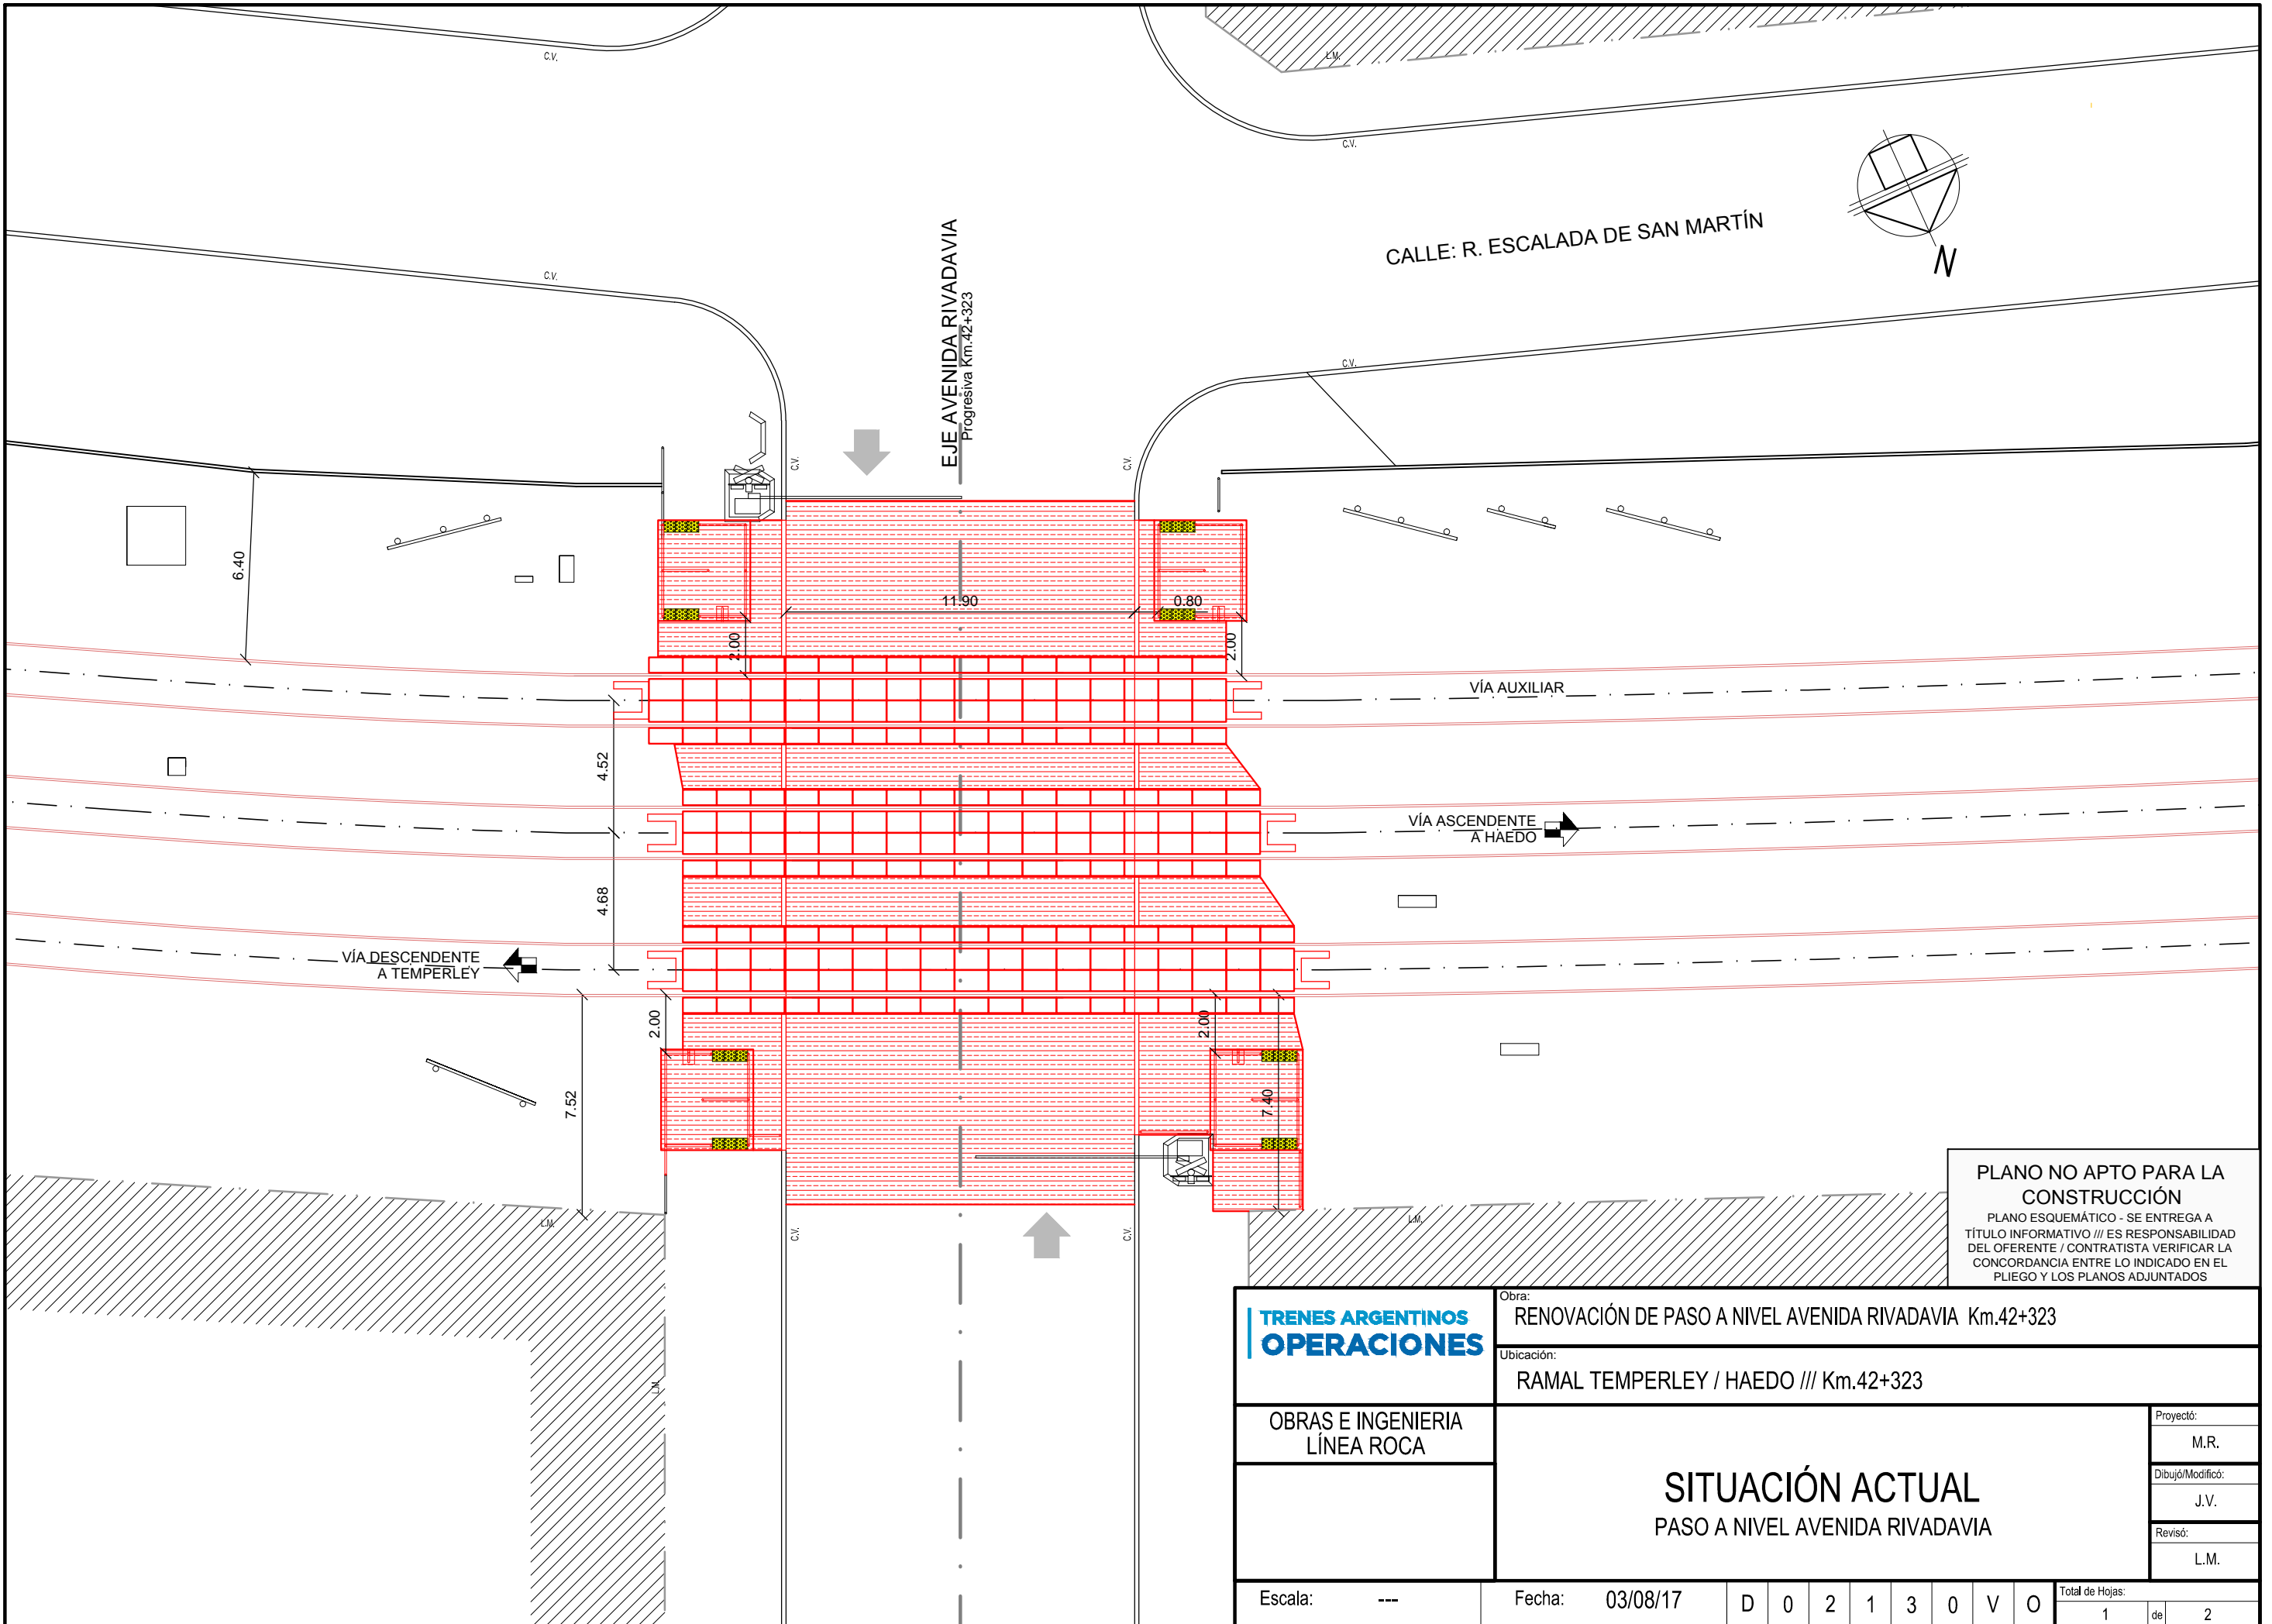 C.V.
L.M.
C.V.
CALLE: R. ESCALADA DE SAN MARTÍN
N
C.V.
EJE AVENIDA RIVADAVIA
Progresiva Km.42+323
C.V.
C.V.
C.V.
6.40
11.90
0.80
2.00
2.00
VÍA AUXILIAR
4.52
VÍA ASCENDENTE
A HAEDO
4.68
VÍA DESCENDENTE
A TEMPERLEY
2.00
2.00
7.52
7.40
L.M.
C.V.
C.V.
L.M.
L.M.
PLANO NO APTO PARA LA
CONSTRUCCIÓN
PLANO ESQUEMÁTICO - SE ENTREGA A
TÍTULO INFORMATIVO /// ES RESPONSABILIDAD
DEL OFERENTE / CONTRATISTA VERIFICAR LA
CONCORDANCIA ENTRE LO INDICADO EN EL
PLIEGO Y LOS PLANOS ADJUNTADOS
TRENES ARGENTINOS
OPERACIONES
Obra:
RENOVACIÓN DE PASO A NIVEL AVENIDA RIVADAVIA Km.42+323
Ubicación:
RAMAL TEMPERLEY / HAEDO /// Km.42+323
OBRAS E INGENIERIA
LÍNEA ROCA
SITUACIÓN ACTUAL
PASO A NIVEL AVENIDA RIVADAVIA
Proyectó:
M.R.
Dibujó/Modificó:
J.V.
Revisó:
L.M.
Escala: ---
Fecha: 03/08/17
D 0 2 1 3 0 V O
Total de Hojas:
1 de 2